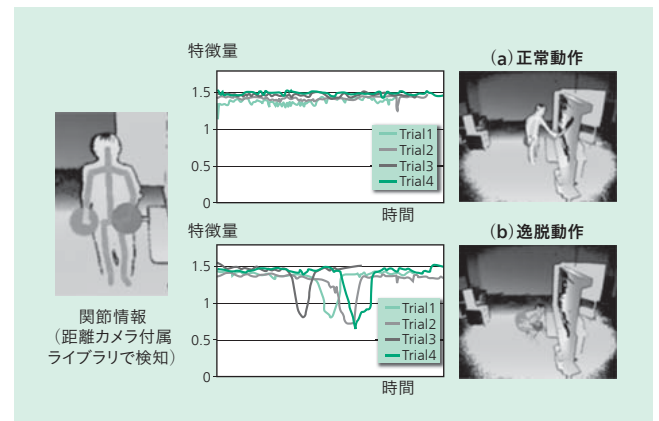 特徴量
1.5
1
0.5
0
Trial1
Trial2
Trial3
Trial4
時間
(a)正常動作
関節情報
(距離カメラ付属
ライブラリで検知)
特徴量
1.5
1
0.5
0
Trial1
Trial2
Trial3
Trial4
時間
(b)逸脱動作